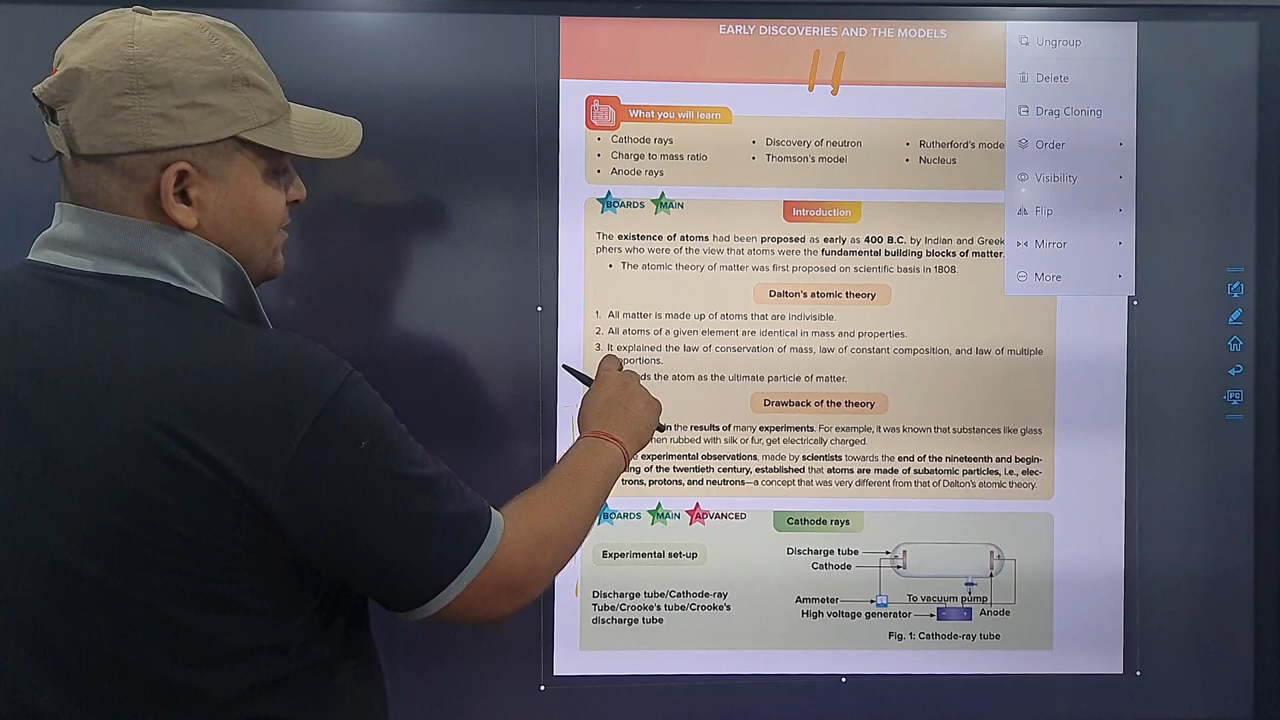 EARLY DISCOVERIES AND THE MODELS
11
What you will learn
• Cathode rays
• Charge to mass ratio
• Anode rays
• Discovery of neutron
• Thomson's model
• Rutherford's mode
• Nucleus
Ungroup
Delete
Drag Cloning
Order
Visibility
Flip
Mirror
More
BOARDS MAIN
Introduction
The existence of atoms had been proposed as early as 400 B.C. by Indian and Greek
phers who were of the view that atoms were the fundamental building blocks of matter.
• The atomic theory of matter was first proposed on scientific basis in 1808.
Dalton's atomic theory
1. All matter is made up of atoms that are indivisible.
2. All atoms of a given element are identical in mass and properties.
3. It explained the law of conservation of mass, law of constant composition, and law of multiple
portions.
ds the atom as the ultimate particle of matter.
Drawback of the theory
in the results of many experiments. For example, it was known that substances like glass
hen rubbed with silk or fur, get electrically charged.
e experimental observations, made by scientists towards the end of the nineteenth and begin-
ing of the twentieth century, established that atoms are made of subatomic particles, i.e., elec-
trons, protons, and neutrons—a concept that was very different from that of Dalton's atomic theory.
BOARDS MAIN ADVANCED
Cathode rays
Experimental set-up
Discharge tube/Cathode-ray
Tube/Crooke's tube/Crooke's
discharge tube
Discharge tube
Cathode
Ammeter
To vacuum pump
High voltage generator
Anode
Fig. 1: Cathode-ray tube
PC